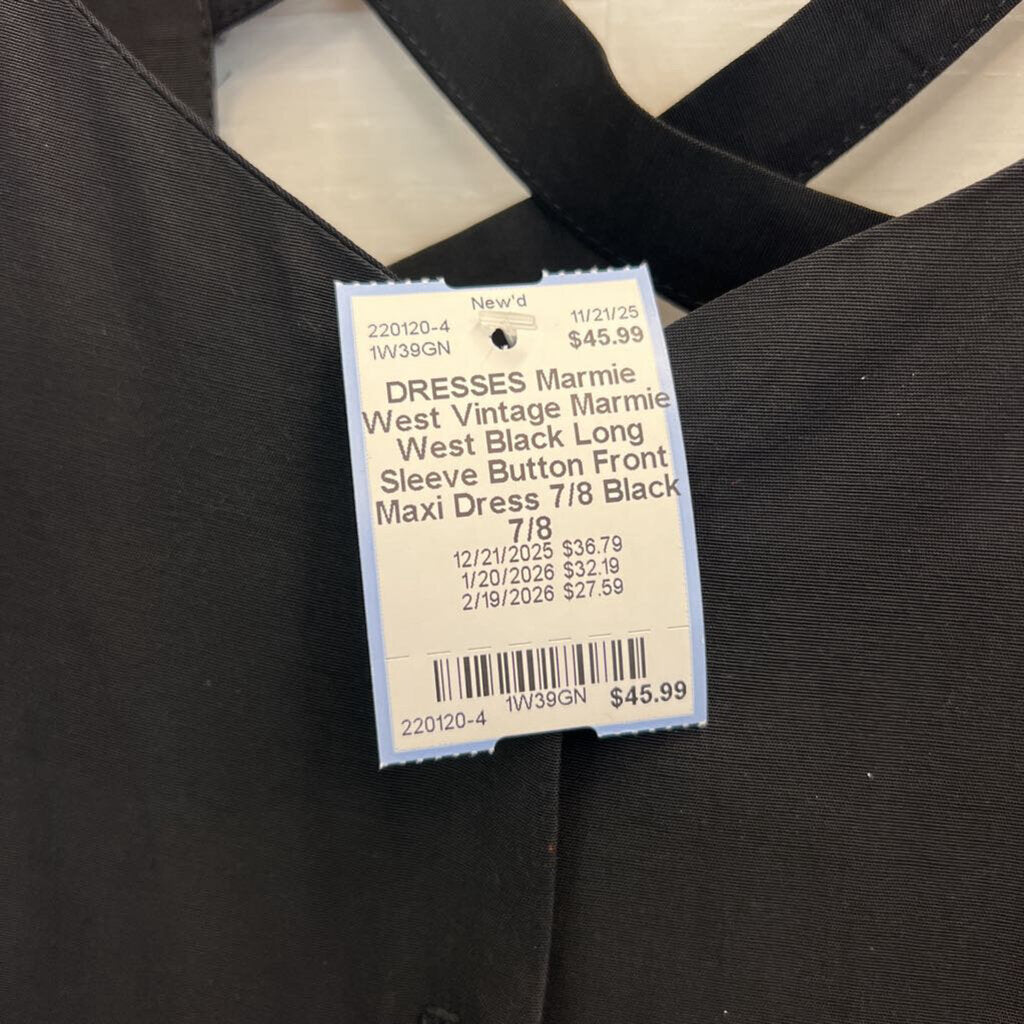 New'd
220120-4 11/21/25
1W39GN $45.99
DRESSES Marmie
West Vintage Marmie
West Black Long
Sleeve Button Front
Maxi Dress 7/8 Black
7/8
12/21/2025 $36.79
1/20/2026 $32.19
2/19/2026 $27.59
220120-4 1W39GN $45.99